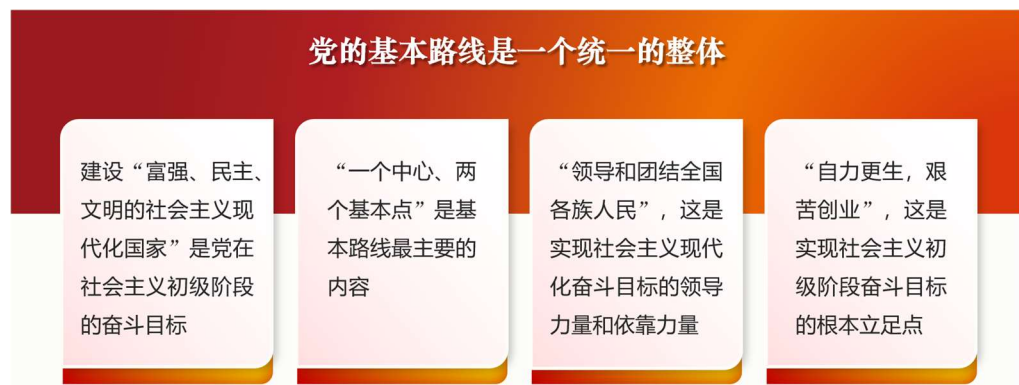 党的基本路线是一个统一的整体
建设“富强、民主、
文明的社会主义现
代化国家”是党在
社会主义初级阶段
的奋斗目标
“一个中心、两
个基本点”是基
本路线最主要的
内容
“领导和团结全国
各族人民”，这是
实现社会主义现代
化奋斗目标的领导
力量和依靠力量
“自力更生，艰
苦创业”，这是
实现社会主义初
级阶段奋斗目标
的根本立足点